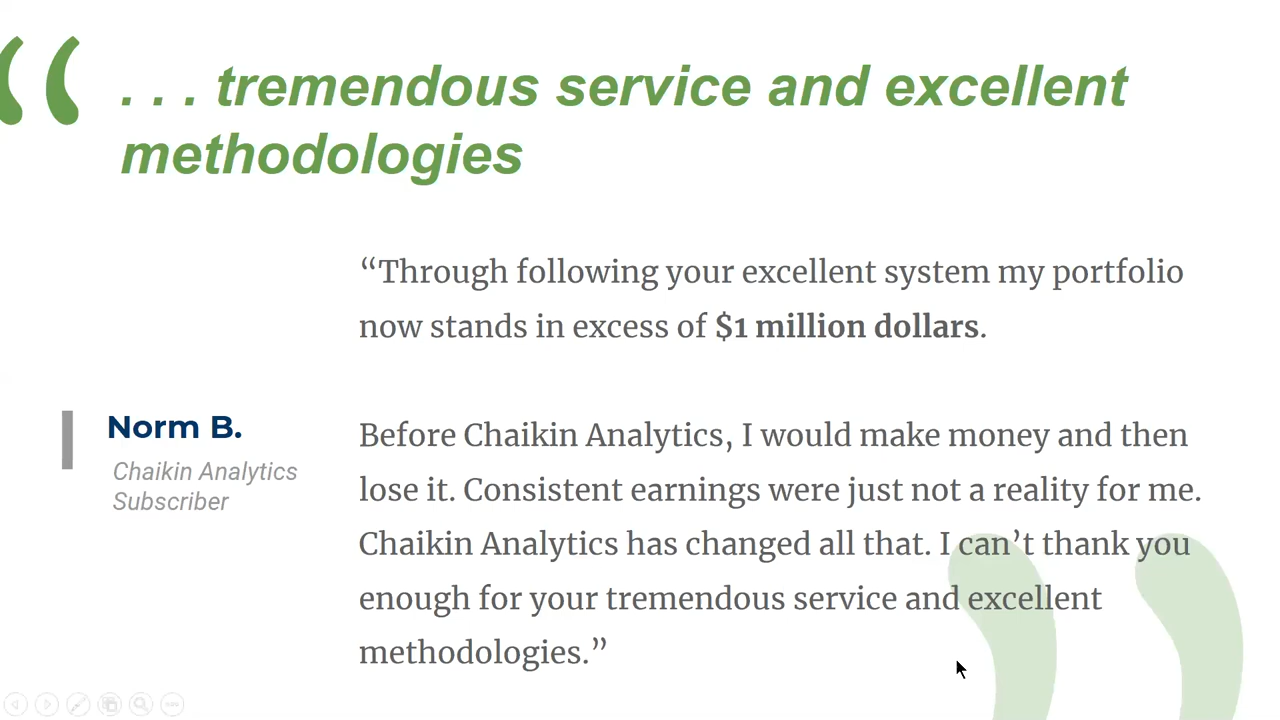 “
. . . tremendous service and excellent
methodologies
“Through following your excellent system my portfolio
now stands in excess of $1 million dollars.
Norm B.
Chaikin Analytics
Subscriber
Before Chaikin Analytics, I would make money and then
lose it. Consistent earnings were just not a reality for me.
Chaikin Analytics has changed all that. I can’t thank you
enough for your tremendous service and excellent
methodologies.”
”